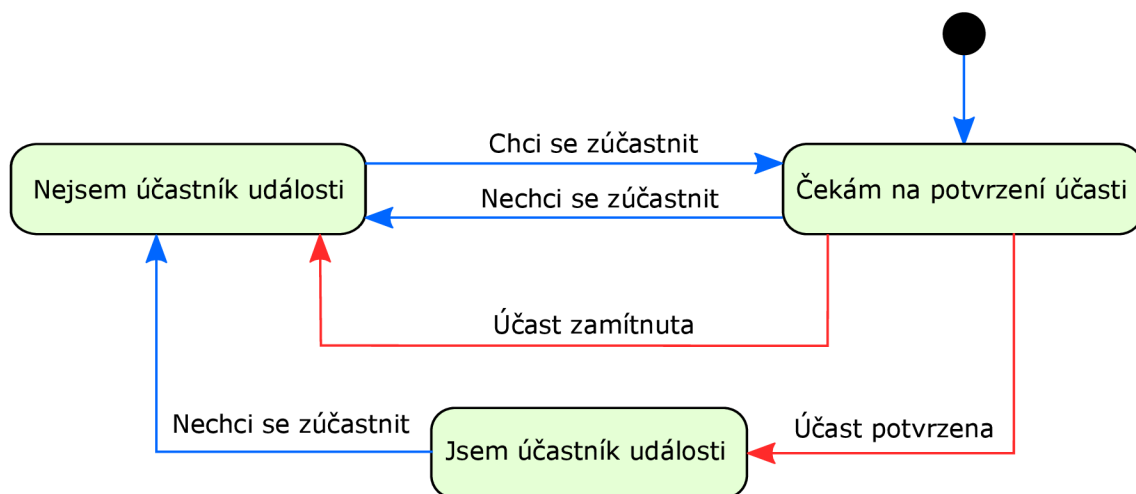 Chci se zúčastnit
Nejsem účastník události
Čekám na potvrzení účasti
Nechci se zúčastnit
Účast zamítnuta
Nechci se zúčastnit
Účast potvrzena
Jsem účastník události